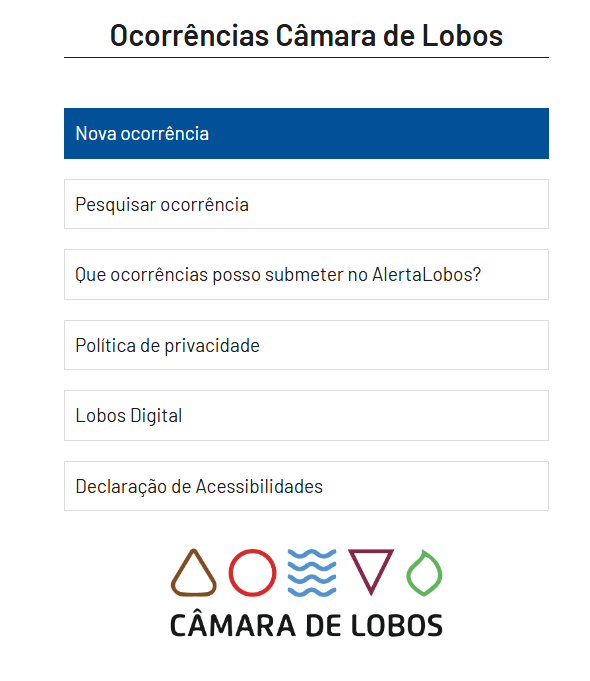 Ocorrências Câmara de Lobos
Nova ocorrência
Pesquisar ocorrência
Que ocorrências posso submeter no AlertaLobos?
Política de privacidade
Lobos Digital
Declaração de Acessibilidades
CÂMARA DE LOBOS